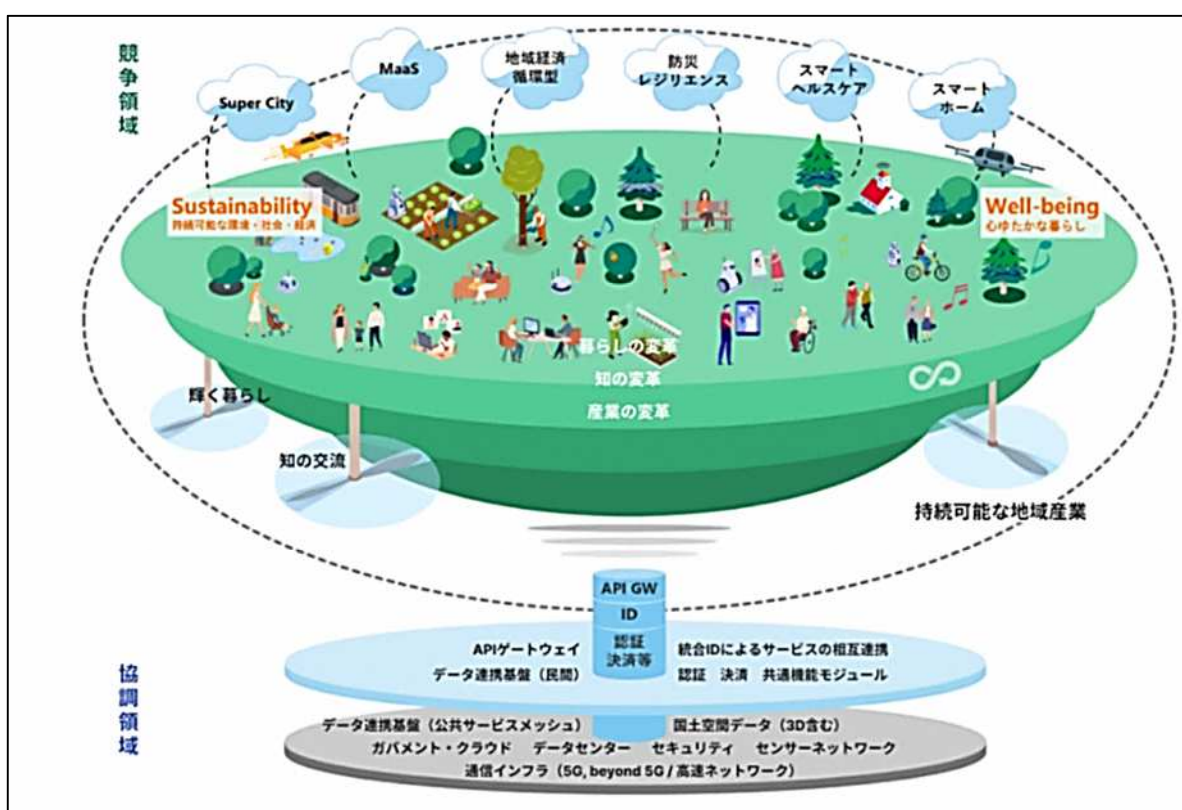 競争領域
Super City
MaaS
地域経済
循環型
防災
レジリエンス
スマート
ヘルスケア
スマート
ホーム
Sustainability
持続可能な環境・社会・経済
Well-being
心ゆたかな暮らし
暮らしの変革
知の変革
産業の変革
輝く暮らし
知の交流
持続可能な地域産業
API GW
ID
認証
決済等
協調領域
APIゲートウェイ
統合IDによるサービスの相互連携
データ連携基盤（民間）
認証 決済 共通機能モジュール
データ連携基盤（公共サービスメッシュ）
国土空間データ（3D含む）
ガバメント・クラウド データセンター セキュリティ センサーネットワーク
通信インフラ（5G, beyond 5G / 高速ネットワーク）